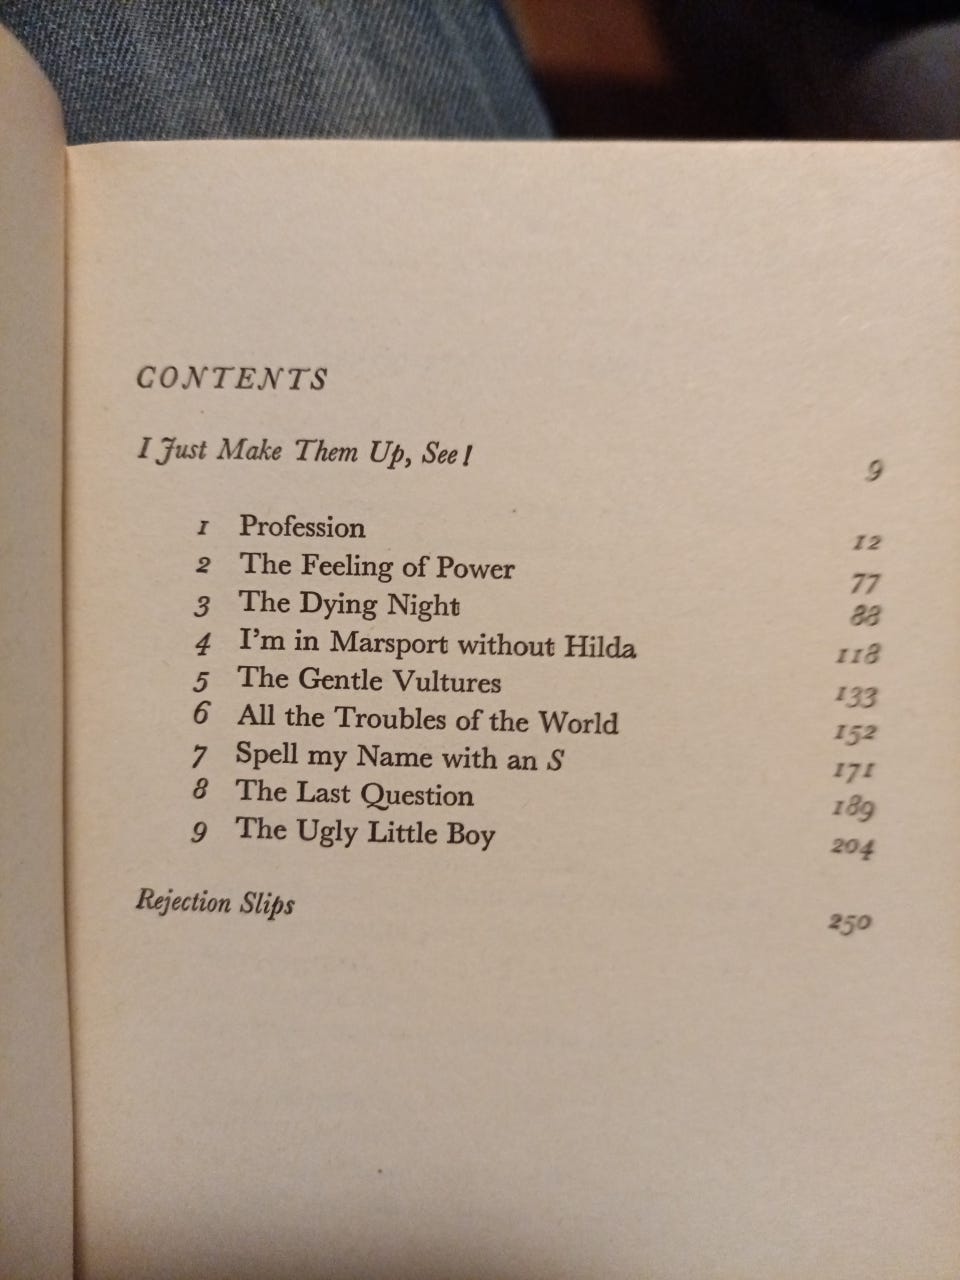 CONTENTS
I Just Make Them Up, See! 9
1 Profession 12
2 The Feeling of Power 77
3 The Dying Night 88
4 I'm in Marsport without Hilda 118
5 The Gentle Vultures 133
6 All the Troubles of the World 152
7 Spell my Name with an S 171
8 The Last Question 189
9 The Ugly Little Boy 204
Rejection Slips 250